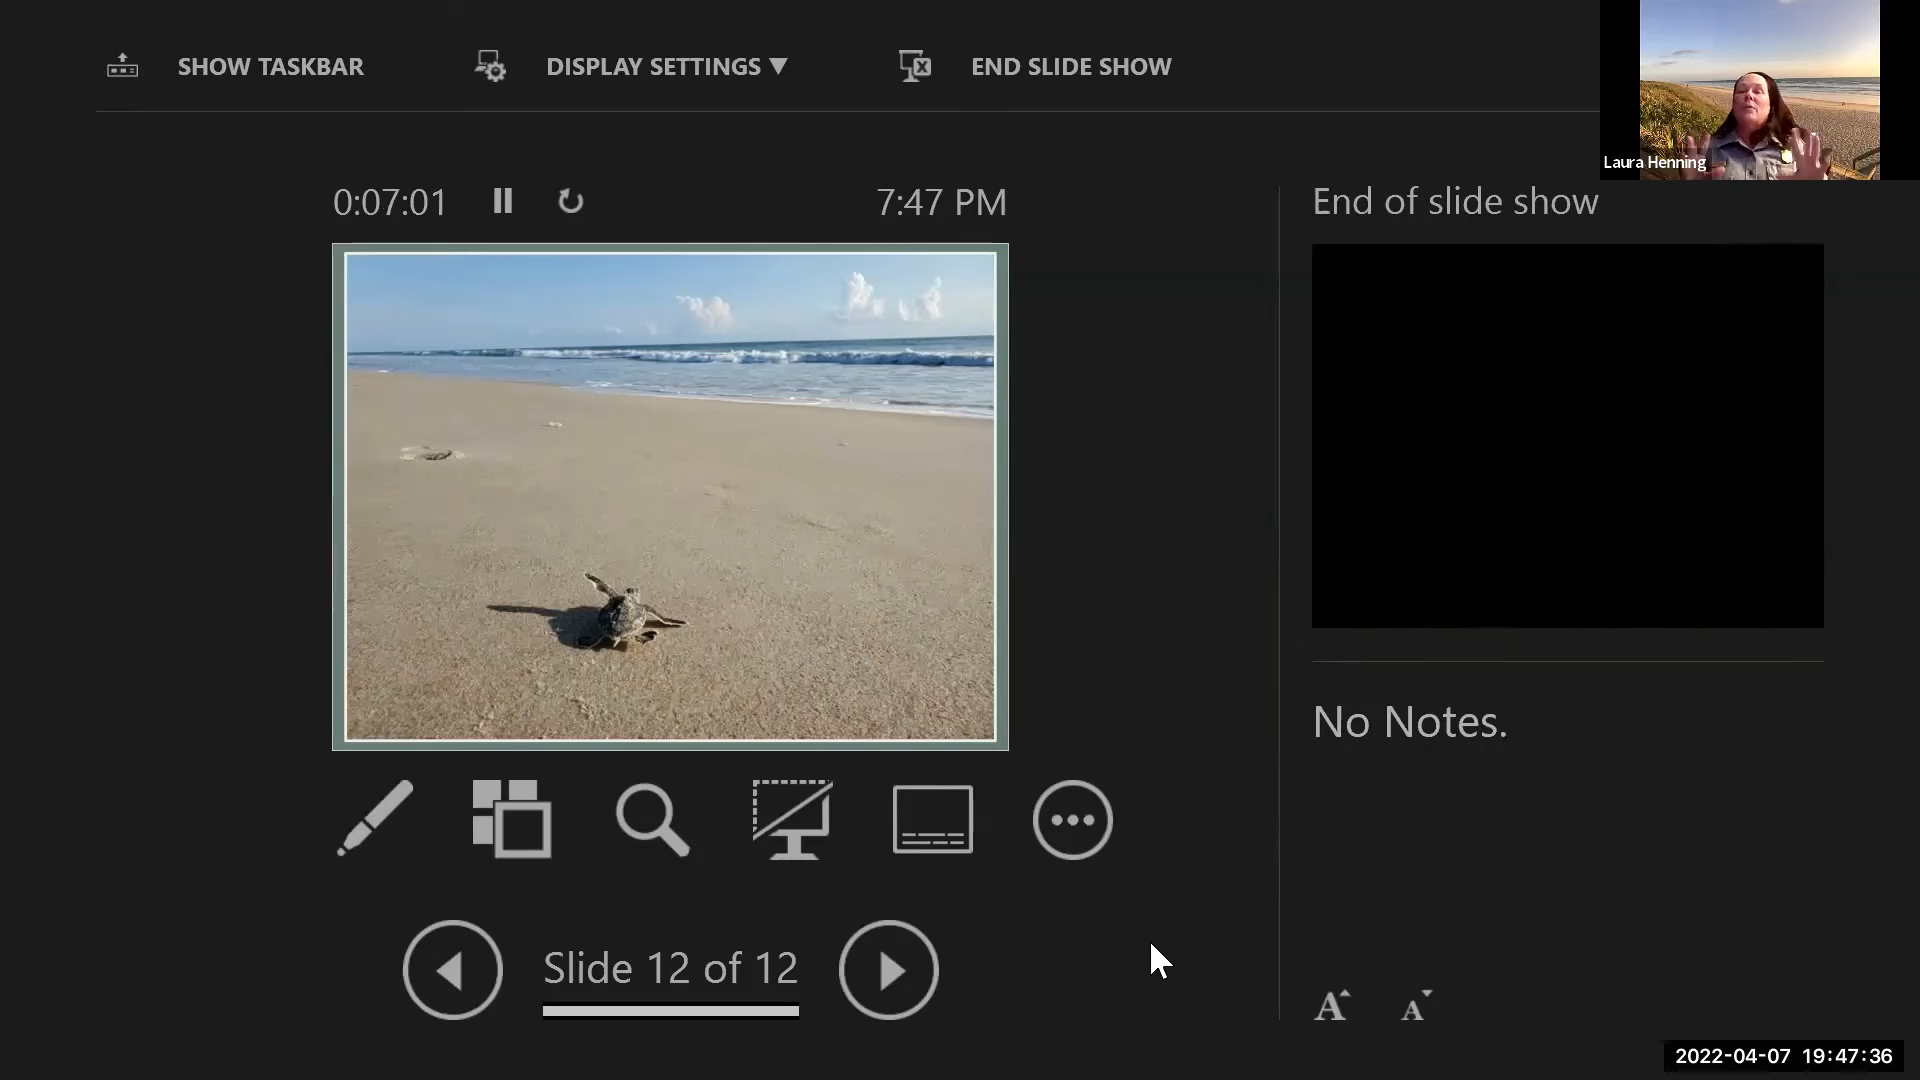 SHOW TASKBAR
DISPLAY SETTINGS ▼
END SLIDE SHOW
Laura Henning
0:07:01
7:47 PM
End of slide show
No Notes.
Slide 12 of 12
A
A
2022-04-07 19:47:36